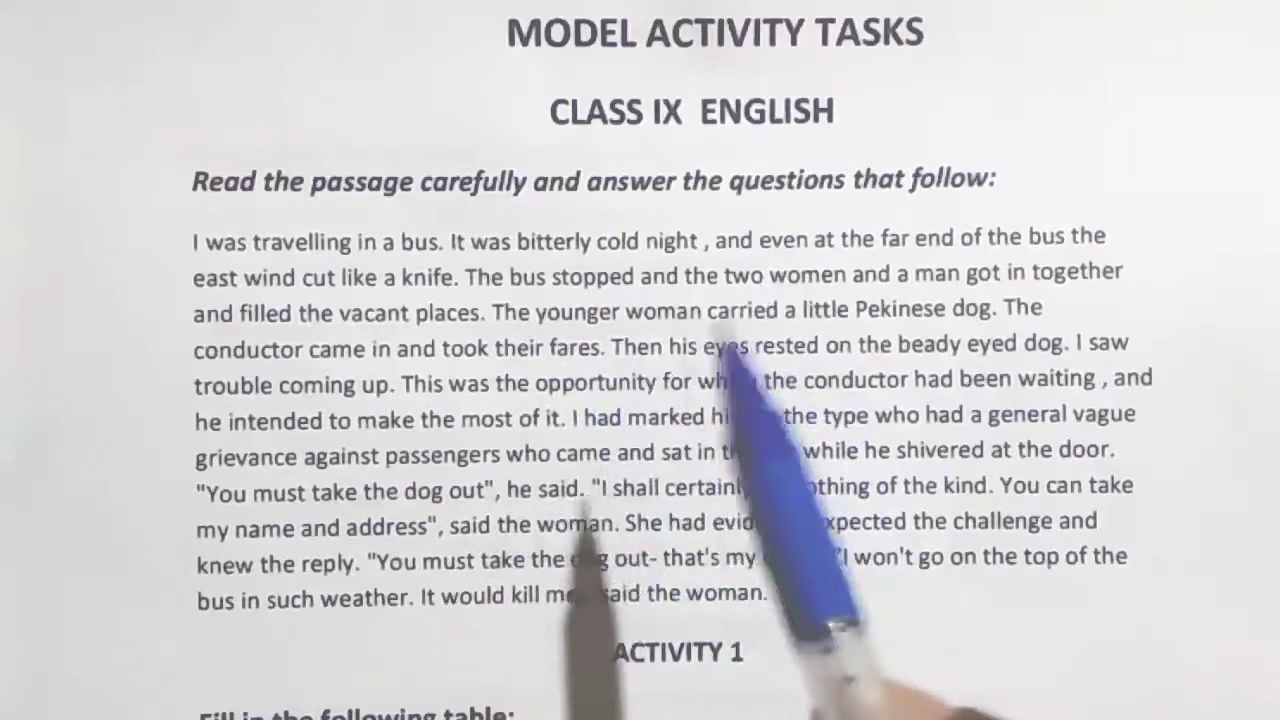 MODEL ACTIVITY TASKS
CLASS IX ENGLISH
Read the passage carefully and answer the questions that follow:
I was travelling in a bus. It was bitterly cold night , and even at the far end of the bus the
east wind cut like a knife. The bus stopped and the two women and a man got in together
and filled the vacant places. The younger woman carried a little Pekinese dog. The
conductor came in and took their fares. Then his eyes rested on the beady eyed dog. I saw
trouble coming up. This was the opportunity for the conductor had been waiting , and
he intended to make the most of it. I had marked the type who had a general vague
grievance against passengers who came and sat in while he shivered at the door.
"You must take the dog out", he said. "I shall of the kind. You can take
my name and address", said the woman. She had the challenge and
knew the reply. "You must take the dog out- that's my "I won't go on the top of the
bus in such weather. It would kill said the woman.
ACTIVITY 1
Fill in the following table: